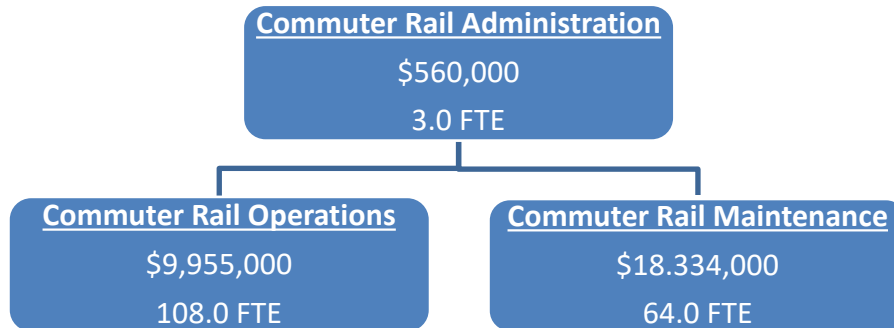 Commuter Rail Administration
$560,000
3.0 FTE
Commuter Rail Operations
$9,955,000
108.0 FTE
Commuter Rail Maintenance
$18.334,000
64.0 FTE